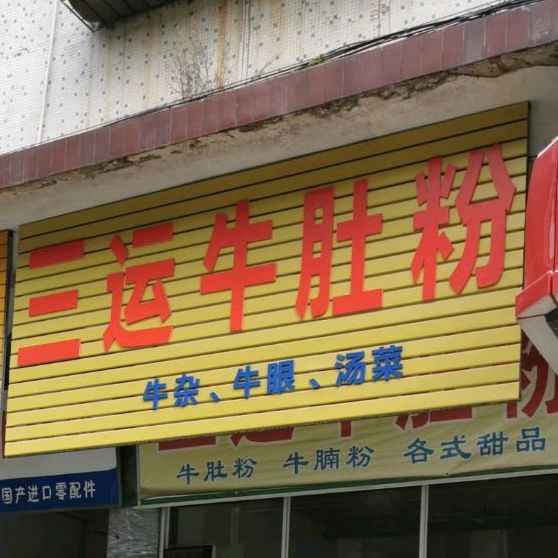 三运牛肚粉
牛杂、牛眼、汤菜
牛肚粉 牛腩粉 各式甜品
国产进口零配件